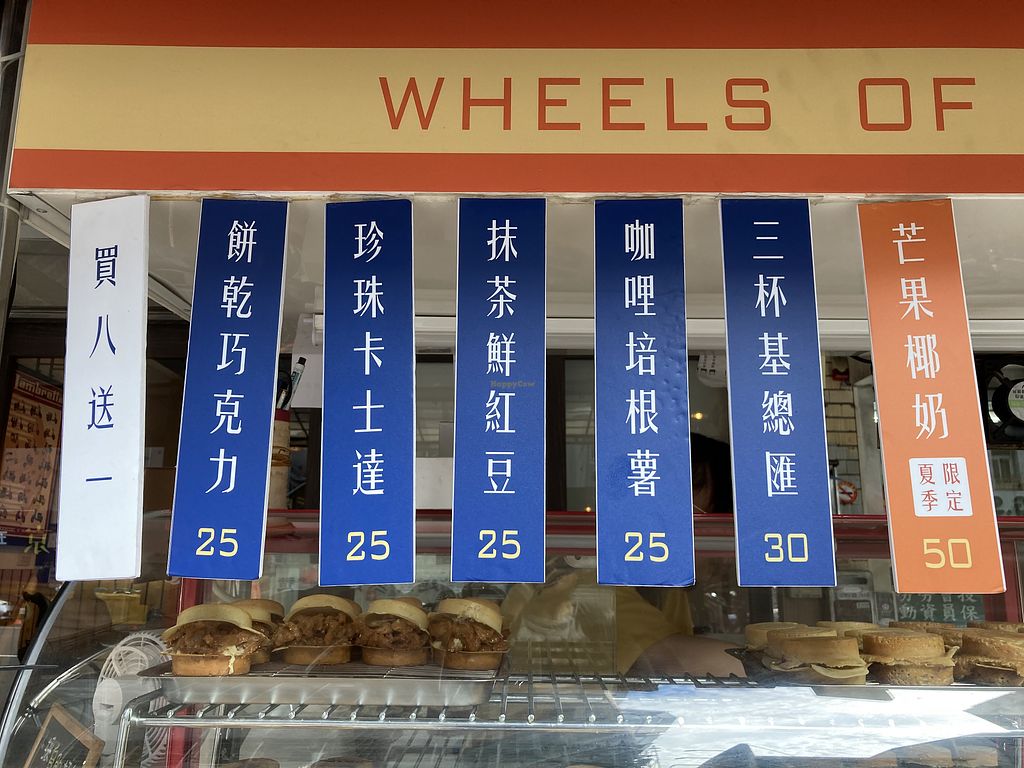 WHEELS OF
買八送一
餅乾巧克力
25
珍珠卡士達
25
抹茶鮮紅豆
25
咖哩培根薯
25
三杯基總匯
30
芒果椰奶
夏季限定
50
HappyCow
Lambretta